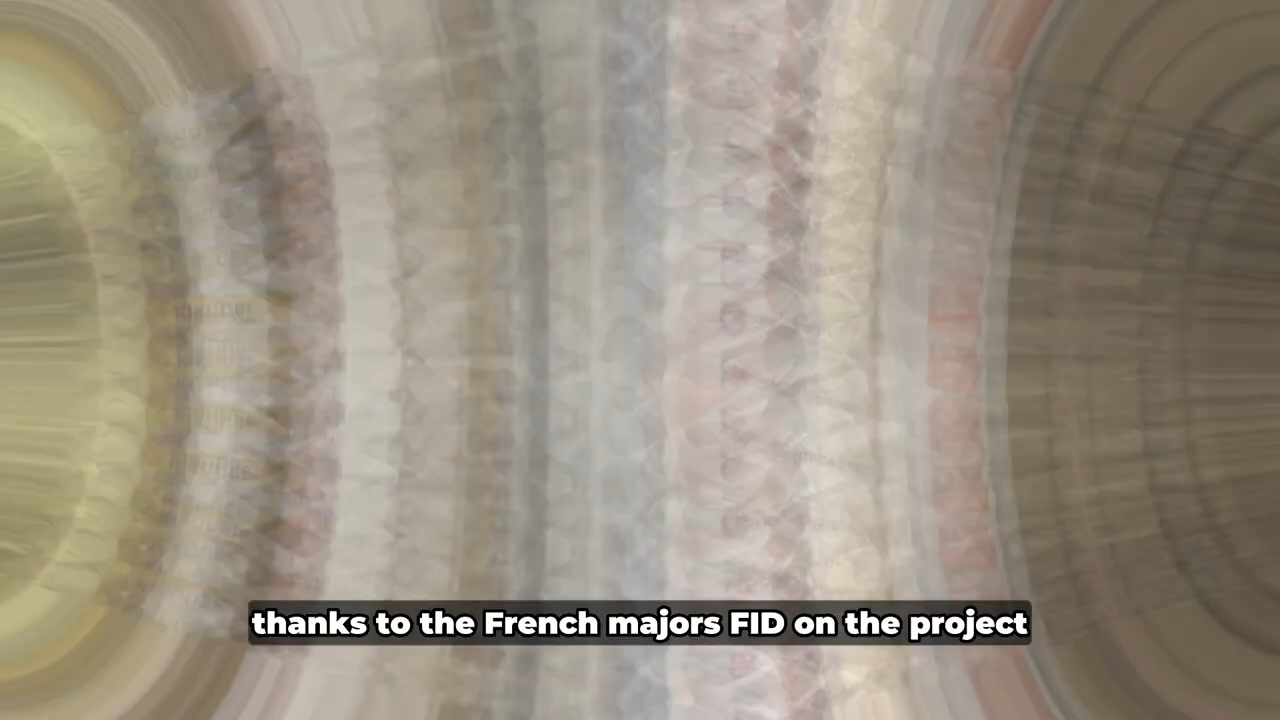 thanks to the French majors FID on the project